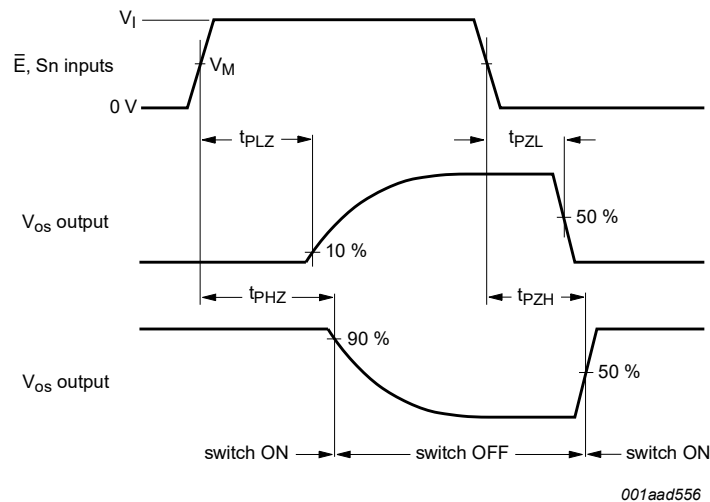 V_I
E̅, Sn inputs
V_M
0 V
t_PLZ
t_PZL
V_os output
50 %
10 %
t_PHZ
t_PZH
90 %
V_os output
50 %
switch ON
switch OFF
switch ON
001aad556